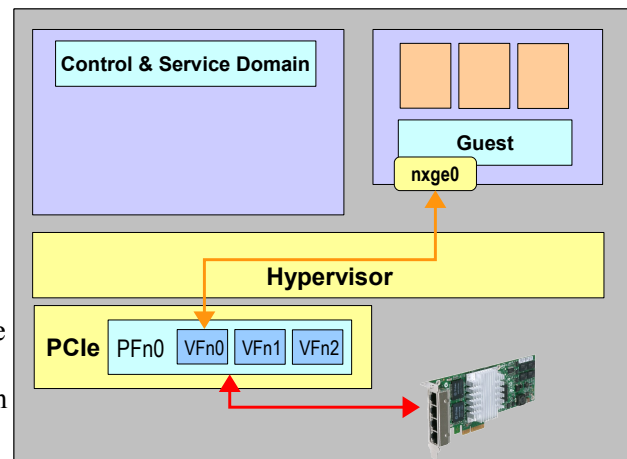 Control & Service Domain
Guest
nxge0
Hypervisor
PCIe
PFn0
VFn0
VFn1
VFn2
e
n